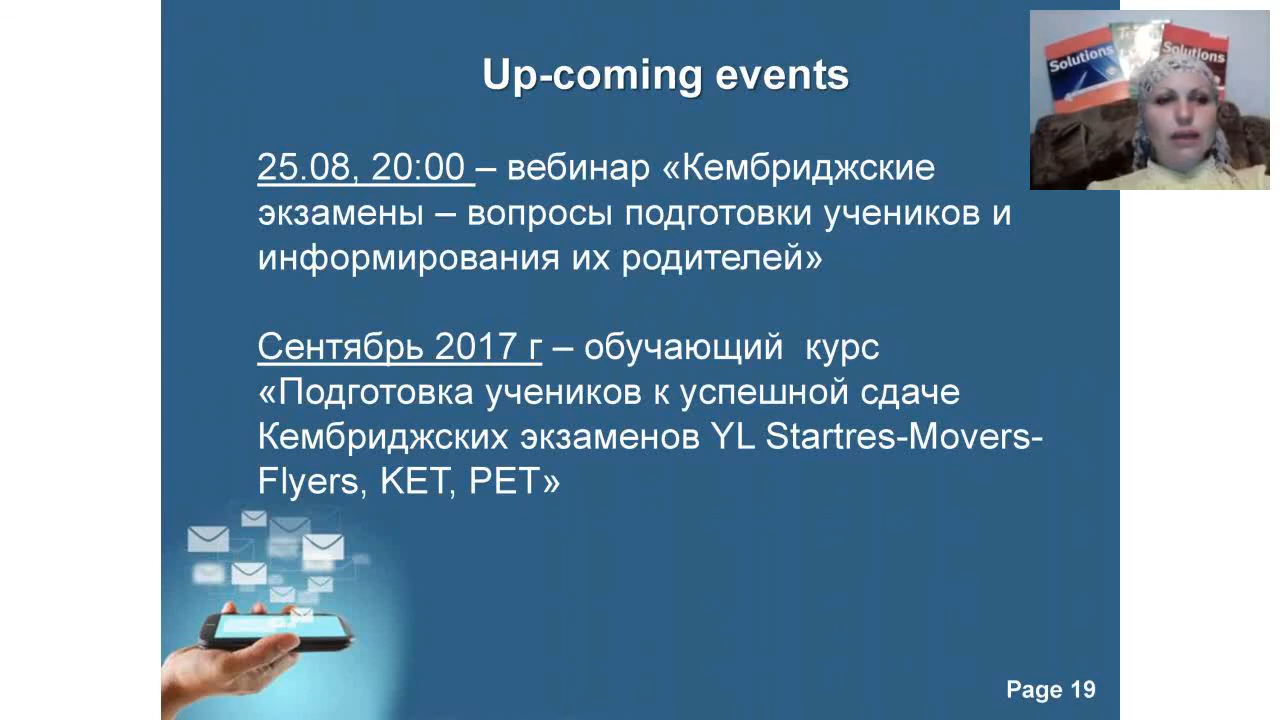 Up-coming events
Solutions
Solutions
25.08, 20:00 – вебинар «Кембриджские
экзамены – вопросы подготовки учеников и
информирования их родителей»
Сентябрь 2017 г – обучающий  курс
«Подготовка учеников к успешной сдаче
Кембриджских экзаменов YL Startres-Movers-
Flyers, KET, PET»
Page 19